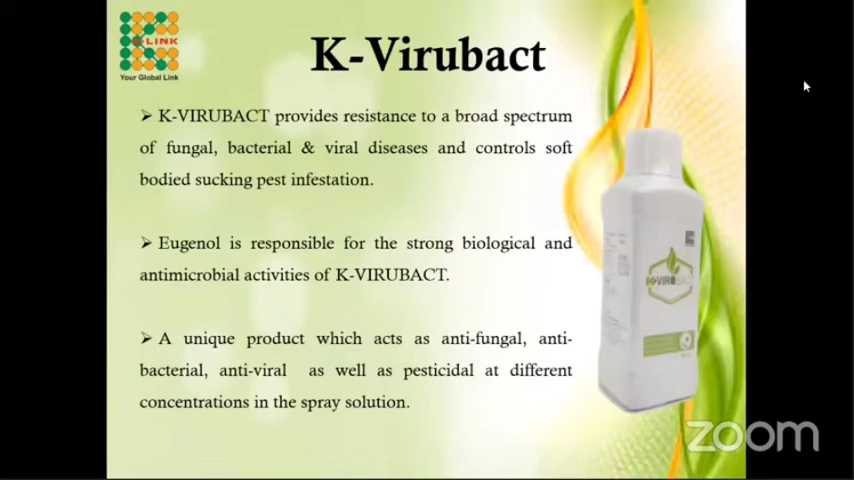 K-LINK
Your Global Link
K-Virubact
➢ K-VIRUBACT provides resistance to a broad spectrum
of fungal, bacterial & viral diseases and controls soft
bodied sucking pest infestation.
➢ Eugenol is responsible for the strong biological and
antimicrobial activities of K-VIRUBACT.
➢ A unique product which acts as anti-fungal, anti-
bacterial, anti-viral as well as pesticidal at different
concentrations in the spray solution.
K-VIRUBACT
zoom